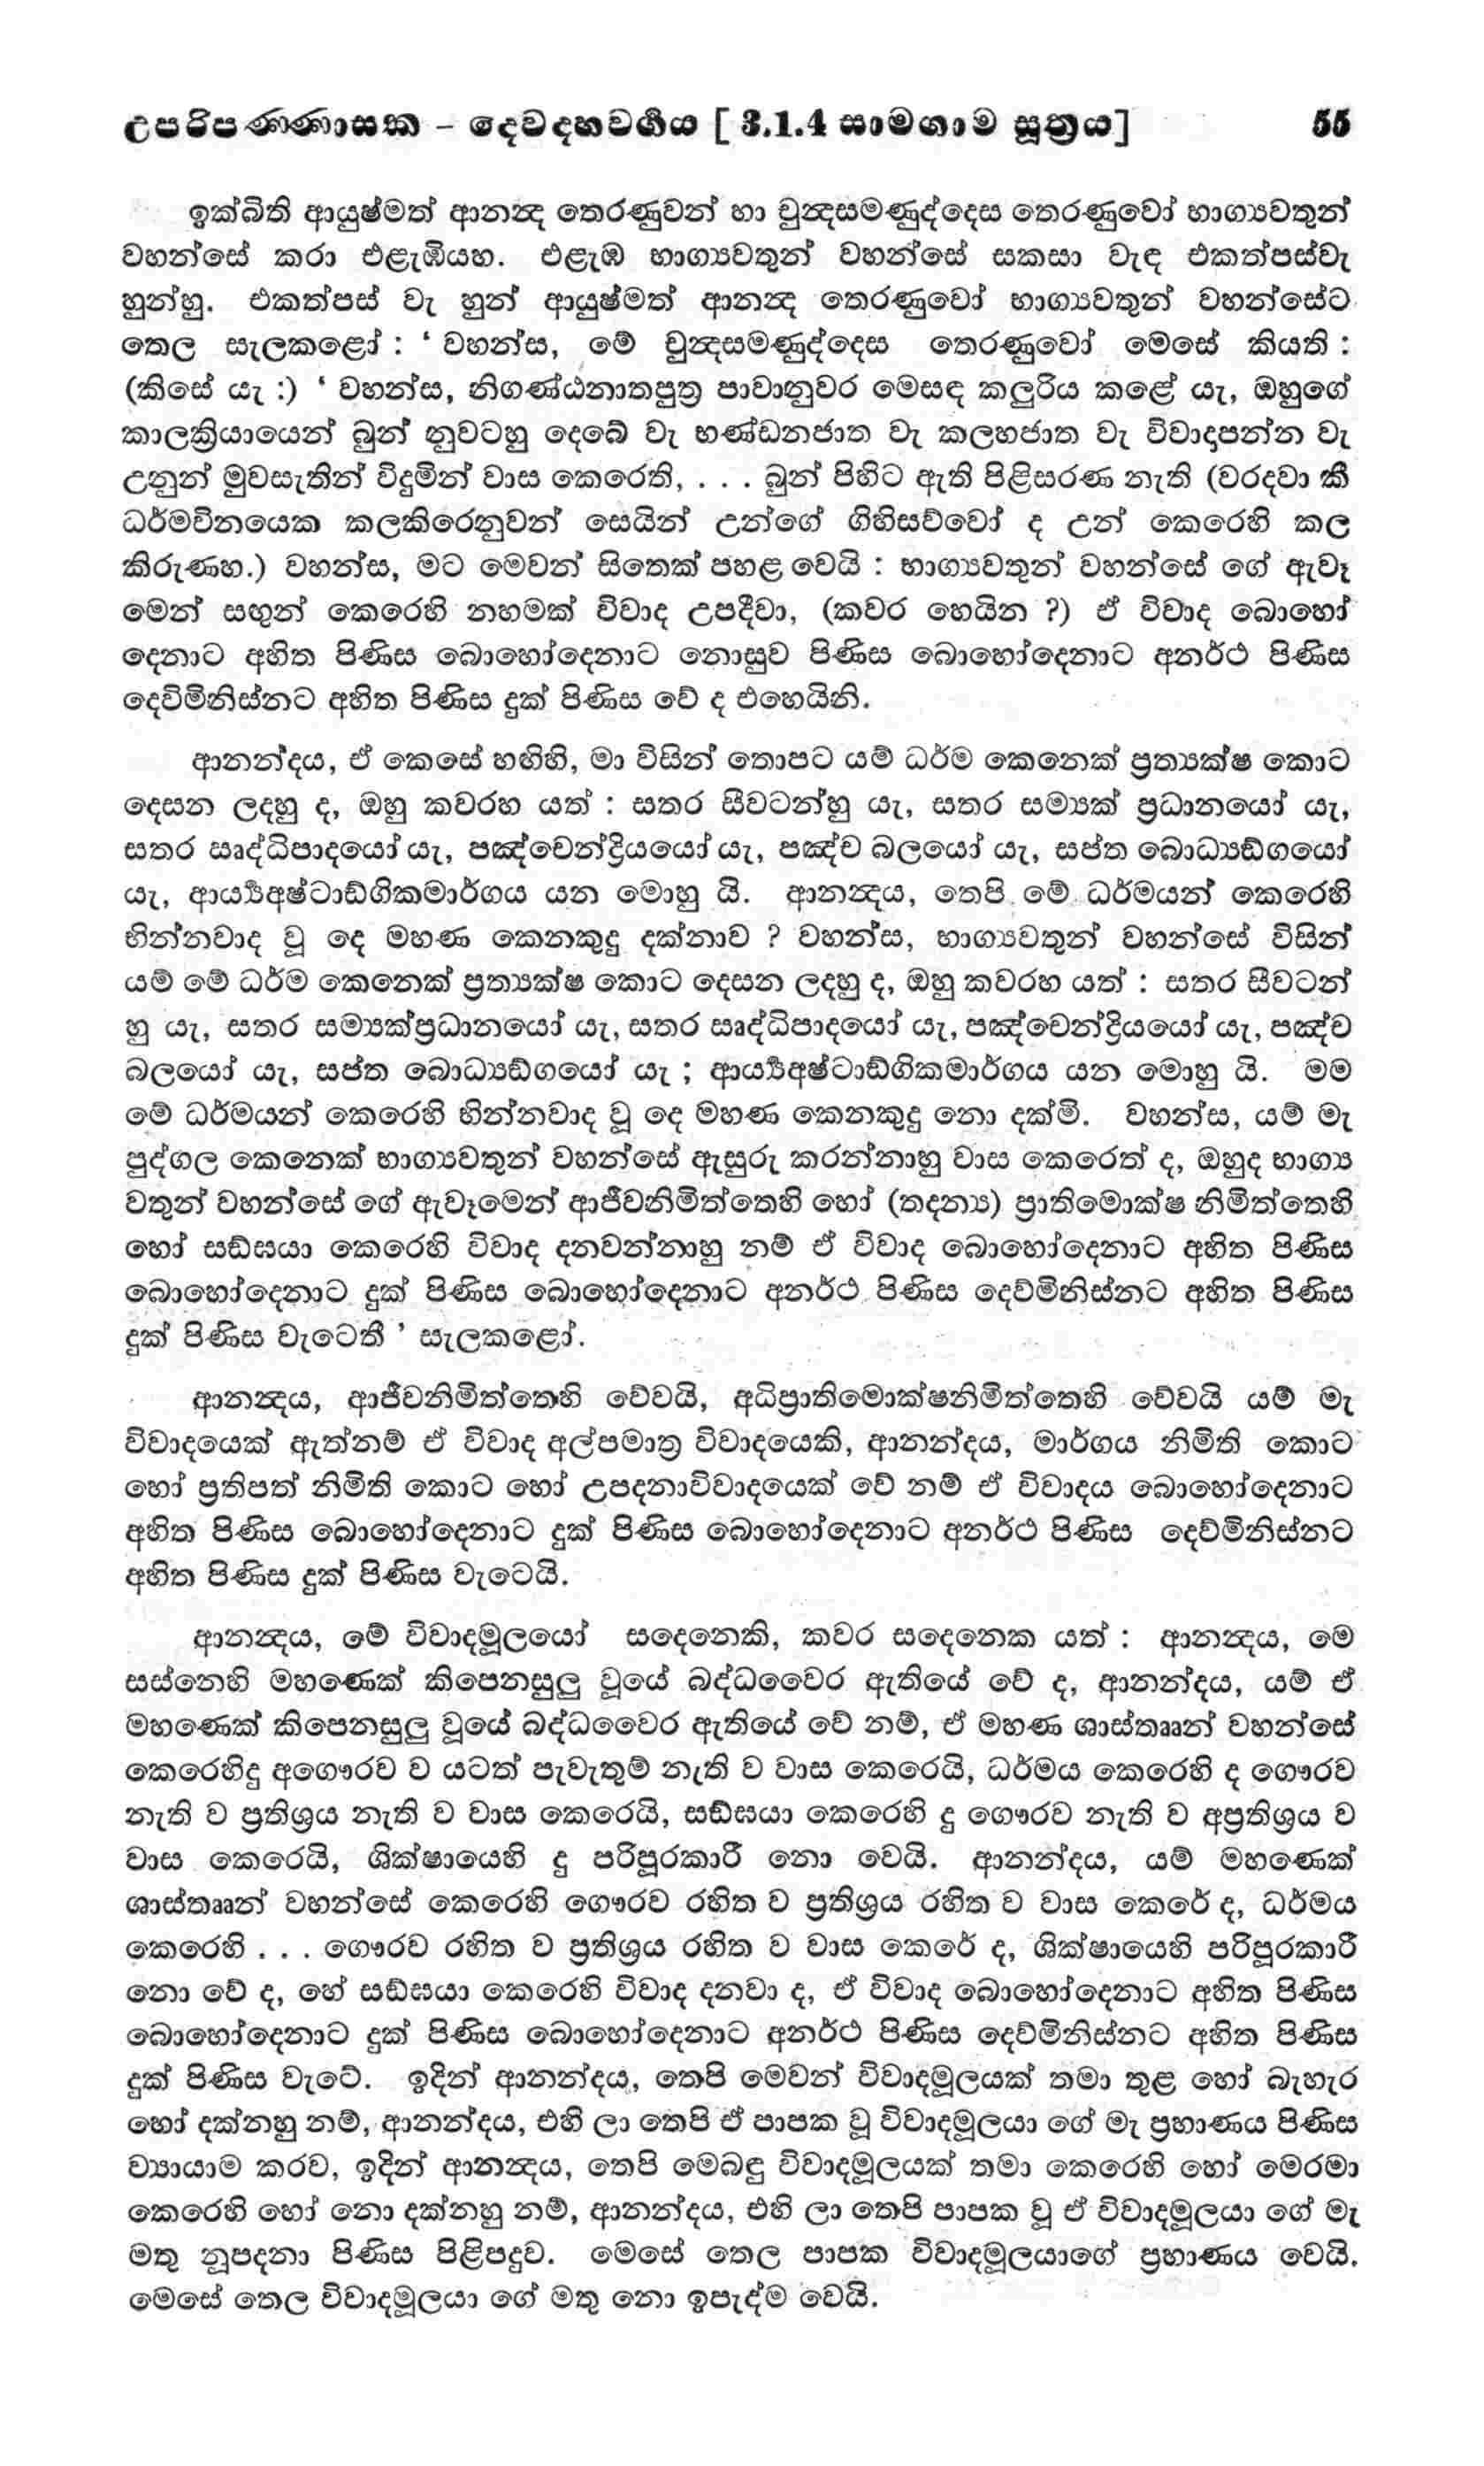 උපරිපණ්ණාසක – දෙවදහවර්ගය [ 3.1.4 සාමගාම සූත්‍රය] 55
ඉක්බිති ආයුෂ්මත් ආනන්‍ද තෙරණුවන් හා චුන්‍දසමණුද්දෙස තෙරණුවෝ භාග්‍යවතුන්
වහන්සේ කරා එළැඹියහ. එළැඹ භාග්‍යවතුන් වහන්සේ සකසා වැඳ එකත්පස්වැ
හුන්හු. එකත්පස් වැ හුන් ආයුෂ්මත් ආනන්‍ද තෙරණුවෝ භාග්‍යවතුන් වහන්සේට
තෙල සැලකළෝ : ‘ වහන්ස, මේ චුන්‍දසමණුද්දෙස තෙරණුවෝ මෙසේ කියති :
(කිසේ යැ :) ‘ වහන්ස, නිගණ්ඨනාතපුත්‍ර පාවානුවර මෙසඳ කලුරිය කළේ යැ, ඔහුගේ
කාලක්‍රියායෙන් බුන් නුවටහු දෙබේ වැ භණ්ඩනජාත වැ කලහජාත වැ විවාදාපන්න වැ
උනුන් මුවසැතින් විදුමින් වාස කෙරෙති, . . . බුන් පිහිට ඇති පිළිසරණ නැති (වරදවා කී
ධර්මවිනයෙක කලකිරෙනුවන් සෙයින් උන්ගේ ගිහිසව්වෝ ද උන් කෙරෙහි කල
කිරුණහ.) වහන්ස, මට මෙවන් සිතෙක් පහළ වෙයි : භාග්‍යවතුන් වහන්සේ ගේ ඇවෑ
මෙන් සඟුන් කෙරෙහි නහමක් විවාද උපදීවා, (කවර හෙයින ?) ඒ විවාද බොහෝ
දෙනාට අහිත පිණිස බොහෝදෙනාට නොසුව පිණිස බොහෝදෙනාට අනර්ථ පිණිස
දෙව්මිනිස්නට අහිත පිණිස දුක් පිණිස වේ ද එහෙයිනි.
ආනන්දය, ඒ කෙසේ හඟිහි, මා විසින් තොපට යම් ධර්ම කෙනෙක් ප්‍රත්‍යක්ෂ කොට
දෙසන ලදහු ද, ඔහු කවරහ යත් : සතර සීවටන්හු යැ, සතර සම්‍යක් ප්‍රධානයෝ යැ,
සතර සෘද්ධිපාදයෝ යැ, පඤ්චෙන්ද්‍රියයෝ යැ, පඤ්ච බලයෝ යැ, සප්ත බොධ්‍යඞ්ගයෝ
යැ, ආර්‍ය්‍යඅෂ්ටාඞ්ගිකමාර්ගය යන මොහු යි. ආනන්‍දය, තෙපි මේ ධර්මයන් කෙරෙහි
භින්නවාද වූ දෙ මහණ කෙනකුදු දක්නාව ? වහන්ස, භාග්‍යවතුන් වහන්සේ විසින්
යම් මේ ධර්ම කෙනෙක් ප්‍රත්‍යක්ෂ කොට දෙසන ලදහු ද, ඔහු කවරහ යත් : සතර සීවටන්
හු යැ, සතර සම්‍යක්ප්‍රධානයෝ යැ, සතර සෘද්ධිපාදයෝ යැ, පඤ්චෙන්ද්‍රියයෝ යැ, පඤ්ච
බලයෝ යැ, සප්ත බොධ්‍යඞ්ගයෝ යැ ; ආර්‍ය්‍යඅෂ්ටාඞ්ගිකමාර්ගය යන මොහු යි. මම
මේ ධර්මයන් කෙරෙහි භින්නවාද වූ දෙ මහණ කෙනකුදු නො දක්මි. වහන්ස, යම් මැ
පුද්ගල කෙනෙක් භාග්‍යවතුන් වහන්සේ ඇසුරු කරන්නාහු වාස කෙරෙත් ද, ඔහුද භාග්‍ය
වතුන් වහන්සේ ගේ ඇවෑමෙන් ආජීවනිමිත්තෙහි හෝ (තදන්‍ය) ප්‍රාතිමොක්ෂ නිමිත්තෙහි
හෝ සඞ්ඝයා කෙරෙහි විවාද දනවන්නාහු නම් ඒ විවාද බොහෝදෙනාට අහිත පිණිස
බොහෝදෙනාට දුක් පිණිස බොහෝදෙනාට අනර්ථ පිණිස දෙව්මිනිස්නට අහිත පිණිස
දුක් පිණිස වැටෙතී ’ සැලකළෝ.
ආනන්‍දය, ආජීවනිමිත්තෙහි වේවයි, අධිප්‍රාතිමොක්ෂනිමිත්තෙහි වේවයි යම් මැ
විවාදයෙක් ඇත්නම් ඒ විවාද අල්පමාත්‍ර විවාදයෙකි, ආනන්දය, මාර්ගය නිමිති කොට
හෝ ප්‍රතිපත් නිමිති කොට හෝ උපදනාවිවාදයෙක් වේ නම් ඒ විවාදය බොහෝදෙනාට
අහිත පිණිස බොහෝදෙනාට දුක් පිණිස බොහෝදෙනාට අනර්ථ පිණිස දෙව්මිනිස්නට
අහිත පිණිස දුක් පිණිස වැටෙයි.
ආනන්‍දය, මේ විවාදමූලයෝ සදෙනෙකි, කවර සදෙනෙක යත් : ආනන්‍දය, මෙ
සස්නෙහි මහණෙක් කිපෙනසුලු වූයේ බද්ධවෛර ඇතියේ වේ ද, ආනන්දය, යම් ඒ
මහණෙක් කිපෙනසුලු වූයේ බද්ධවෛර ඇතියේ වේ නම්, ඒ මහණ ශාස්තෲන් වහන්සේ
කෙරෙහිදු අගෞරව ව යටත් පැවැතුම් නැති ව වාස කෙරෙයි, ධර්මය කෙරෙහි ද ගෞරව
නැති ව ප්‍රතිශ්‍රය නැති ව වාස කෙරෙයි, සඞ්ඝයා කෙරෙහි දු ගෞරව නැති ව අප්‍රතිශ්‍රය ව
වාස කෙරෙයි, ශික්ෂායෙහි දු පරිපූරකාරී නො වෙයි. ආනන්දය, යම් මහණෙක්
ශාස්තෲන් වහන්සේ කෙරෙහි ගෞරව රහිත ව ප්‍රතිශ්‍රය රහිත ව වාස කෙරේ ද, ධර්මය
කෙරෙහි . . . ගෞරව රහිත ව ප්‍රතිශ්‍රය රහිත ව වාස කෙරේ ද, ශික්ෂායෙහි පරිපූරකාරී
නො වේ ද, හේ සඞ්ඝයා කෙරෙහි විවාද දනවා ද, ඒ විවාද බොහෝදෙනාට අහිත පිණිස
බොහෝදෙනාට දුක් පිණිස බොහෝදෙනාට අනර්ථ පිණිස දෙව්මිනිස්නට අහිත පිණිස
දුක් පිණිස වැටේ. ඉදින් ආනන්දය, තෙපි මෙවන් විවාදමූලයක් තමා තුළ හෝ බැහැර
හෝ දක්නහු නම්, ආනන්දය, එහි ලා තෙපි ඒ පාපක වූ විවාදමූලයා ගේ මැ ප්‍රහාණය පිණිස
ව්‍යායාම කරව, ඉදින් ආනන්‍දය, තෙපි මෙබඳු විවාදමූලයක් තමා කෙරෙහි හෝ මෙරමා
කෙරෙහි හෝ නො දක්නහු නම්, ආනන්දය, එහි ලා තෙපි පාපක වූ ඒ විවාදමූලයා ගේ මැ
මතු නූපදනා පිණිස පිළිපදුව. මෙසේ තෙල පාපක විවාදමූලයාගේ ප්‍රහාණය වෙයි.
මෙසේ තෙල විවාදමූලයා ගේ මතු නො ඉපැද්ම වෙයි.